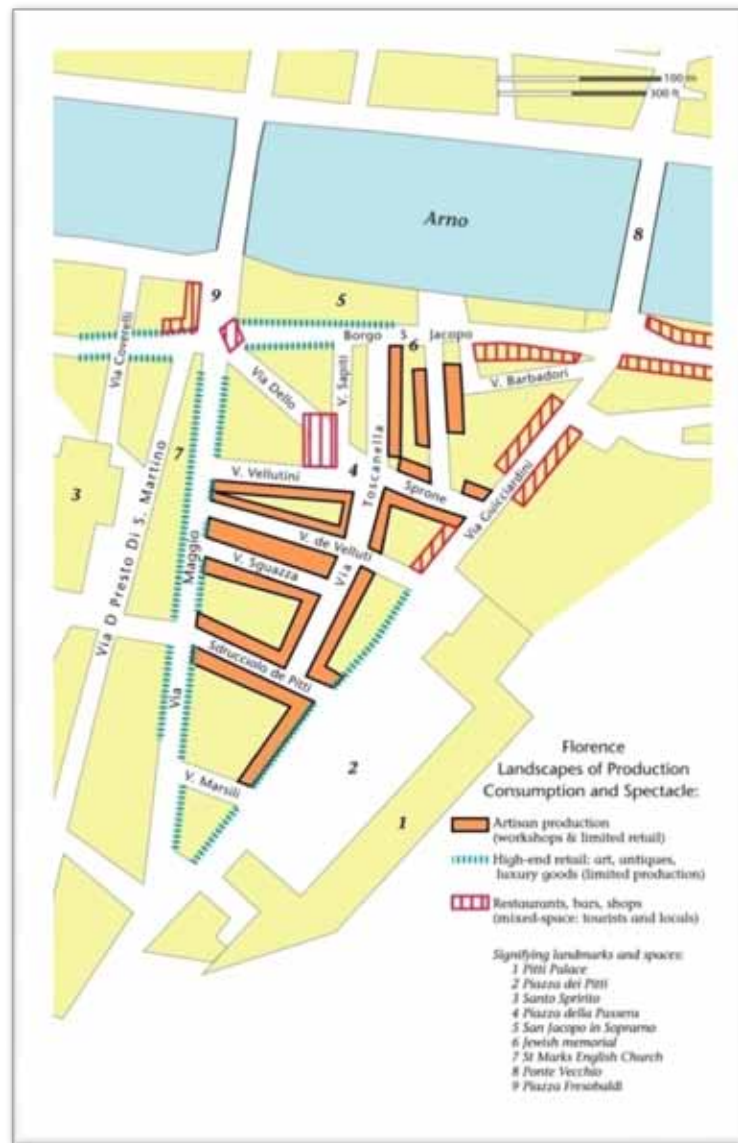 100 m
300 ft
Arno
8
9
5
Borgo S. Jacopo
6
Via Coverelli
Via Dello
V. Sapiti
V. Barbadori
7
3
4
V. Vellutini
Toscanella
Sprone
Via Guicciardini
V. de Velluti
Via
V. Sguazza
Maggio
Via D Presto Di S. Martino
Sdrucciolo de Pitti
Via
2
V. Marsili
1
Florence
Landscapes of Production
Consumption and Spectacle:
Artisan production
(workshops & limited retail)
High-end retail: art, antiques,
luxury goods (limited production)
Restaurants, bars, shops
(mixed-space: tourists and locals)
Signifying landmarks and spaces:
1 Pitti Palace
2 Piazza dei Pitti
3 Santo Spririto
4 Piazza della Passera
5 San Jacopo in Soprarno
6 Jewish memorial
7 St Marks English Church
8 Ponte Vecchio
9 Piazza Fresobaldi